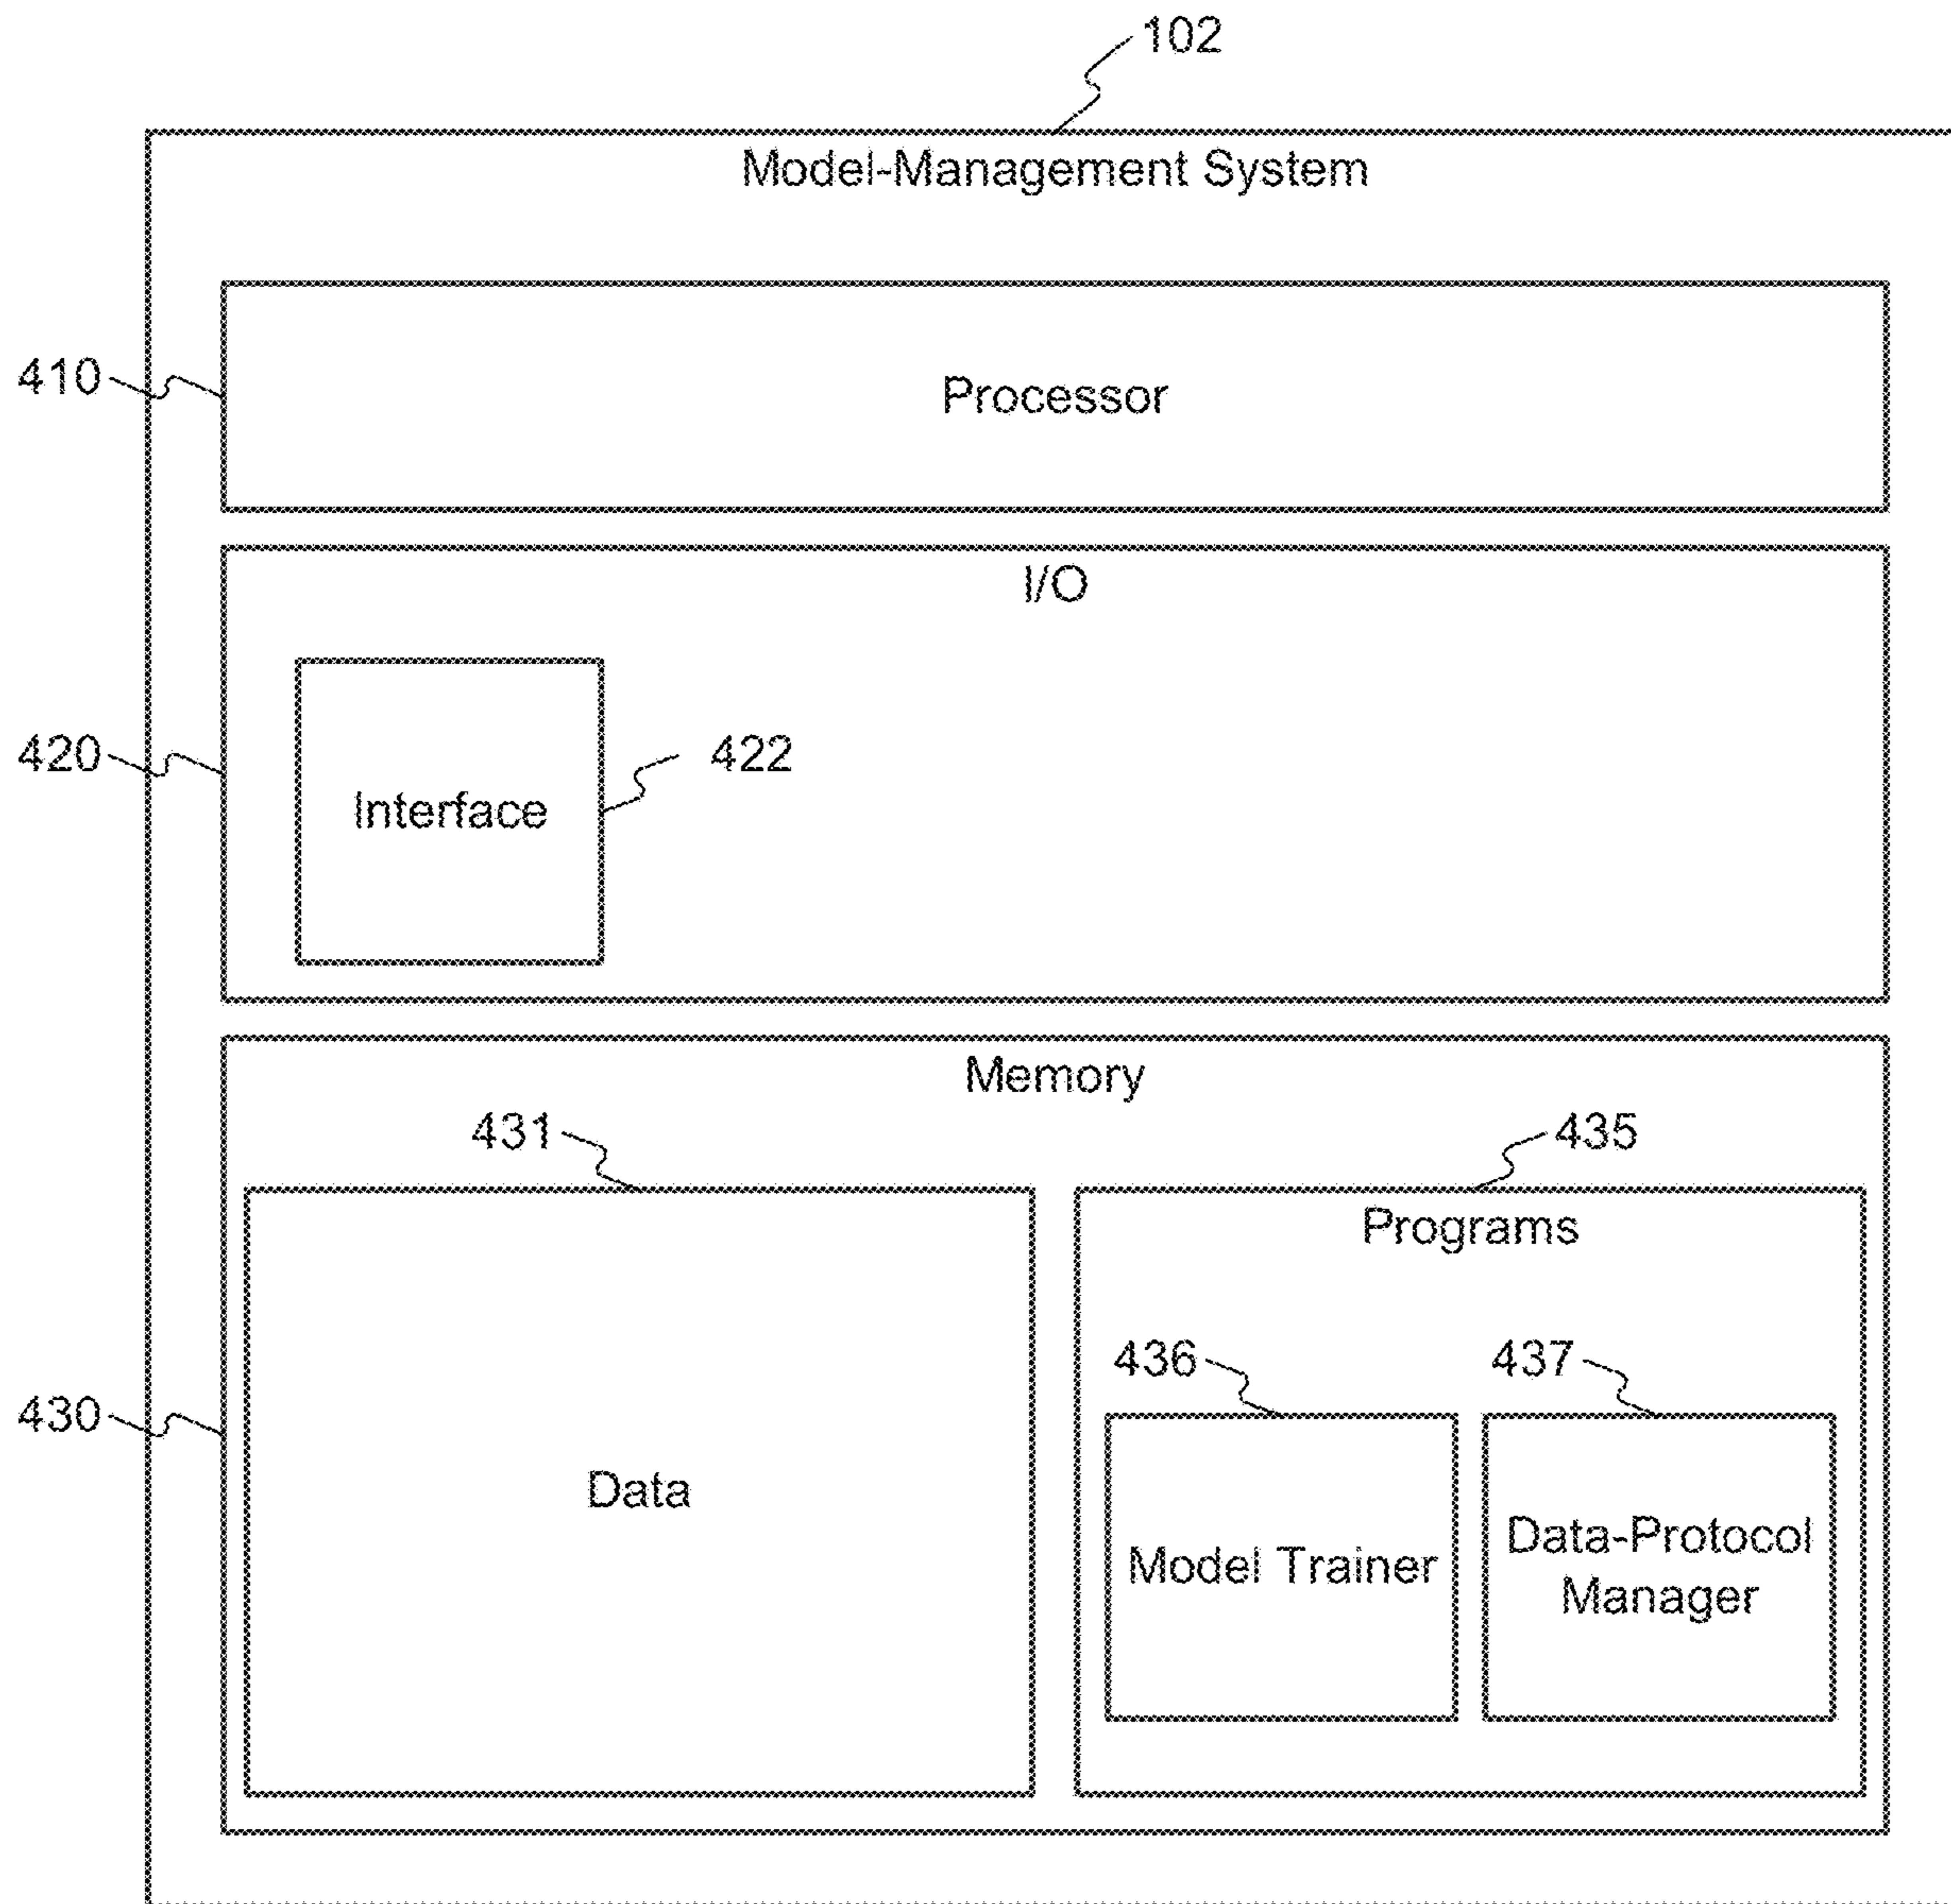 102
Model-Management System
410
Processor
I/O
420
422
Interface
Memory
431
435
Programs
436
437
430
Data
Model Trainer
Data-Protocol
Manager